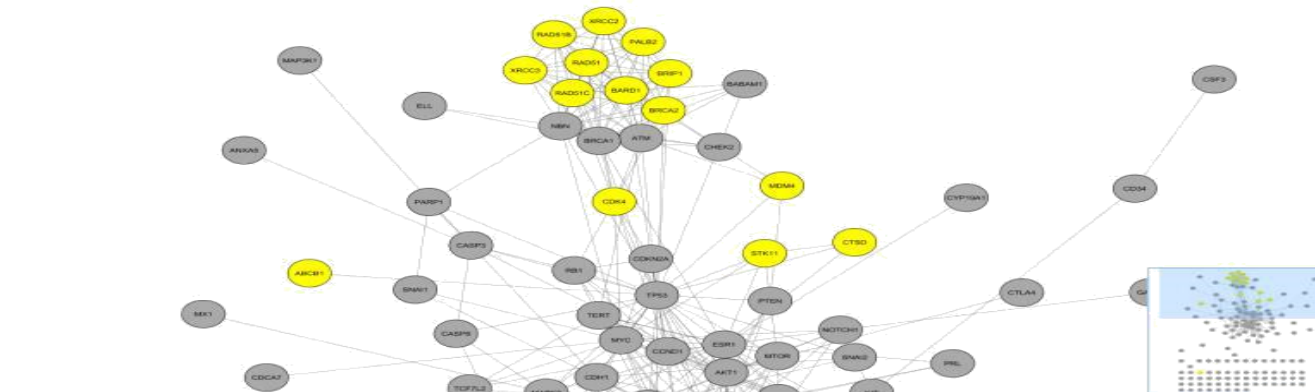 XRCC2
RAD51B
PALB2
MAP3K1
RAD51
XRCC3
BRIP1
CSF3
BABAM1
RAD51C
BARD1
ELL
BRCA2
NBN
BRCA1
ATM
CHEK2
ANXA5
MDM4
CD34
CYP19A1
PARP1
CDK4
CASP3
CTSD
STK11
CDKN2A
RB1
ABCB1
SNAI1
CTLA4
TP53
PTEN
MX1
TERT
NOTCH1
CASP8
MYC
ESR1
CCND1
MTOR
SNAI2
PRL
AKT1
CDCA7
CDH1
TCF7L2